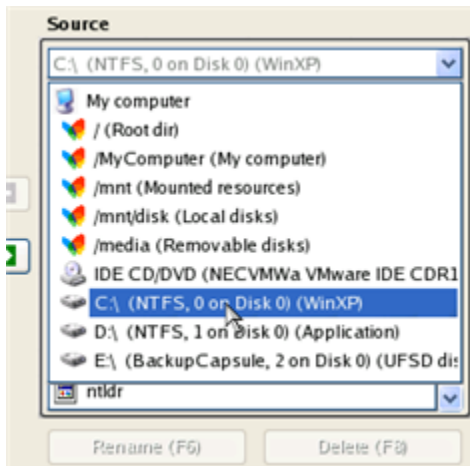 Source
C:\ (NTFS, 0 on Disk 0) (WinXP)
My computer
/ (Root dir)
/MyComputer (My computer)
/mnt (Mounted resources)
/mnt/disk (Local disks)
/media (Removable disks)
IDE CD/DVD (NECVMWa VMware IDE CDR1
C:\ (NTFS, 0 on Disk 0) (WinXP)
D:\ (NTFS, 1 on Disk 0) (Application)
E:\ (BackupCapsule, 2 on Disk 0) (UFSD dis
ntldr
Rename (F6) Delete (F8)